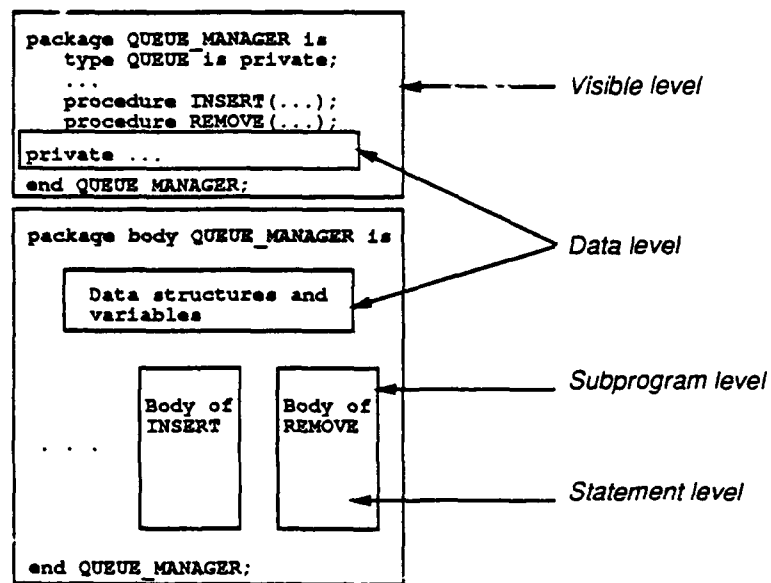 package QUEUE_MANAGER is
type QUEUE is private;
...
procedure INSERT(...);
procedure REMOVE(...);
private ...
end QUEUE_MANAGER;
Visible level
package body QUEUE_MANAGER is
Data level
Data structures and
variables
Subprogram level
Body of
INSERT
Body of
REMOVE
. . .
Statement level
end QUEUE_MANAGER;